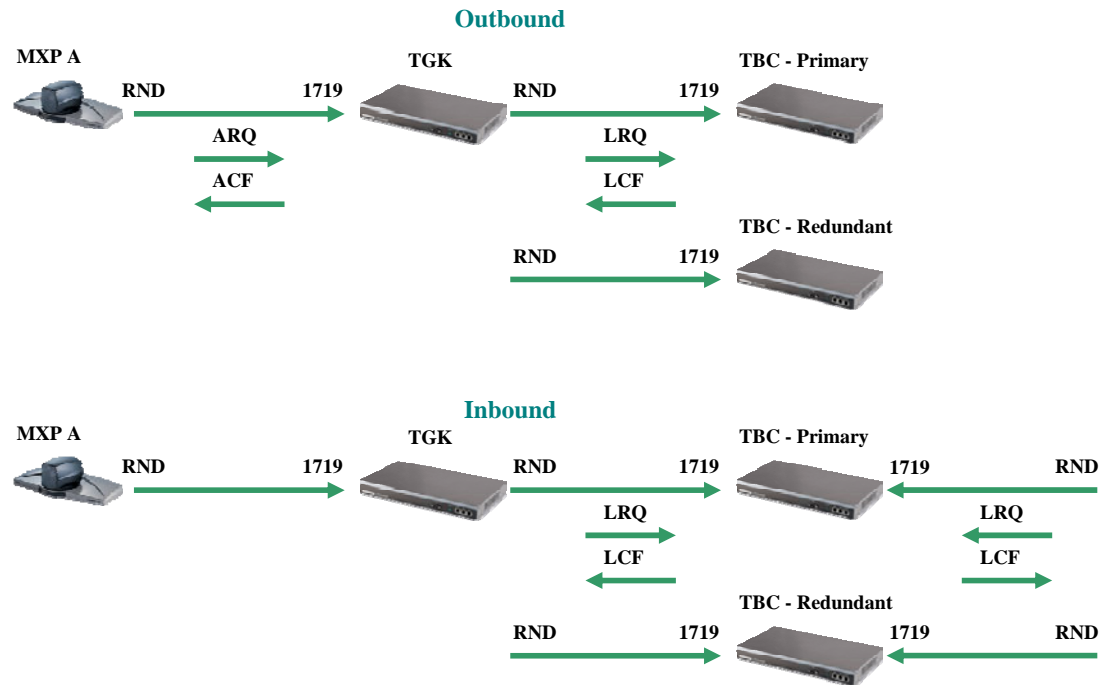 Outbound
MXP A
TGK
TBC - Primary
RND 1719
RND 1719
ARQ
LRQ
ACF
LCF
TBC - Redundant
RND 1719
Inbound
MXP A
TGK
TBC - Primary
RND 1719
RND 1719
1719 RND
LRQ
LRQ
LCF
LCF
TBC - Redundant
RND 1719
1719 RND